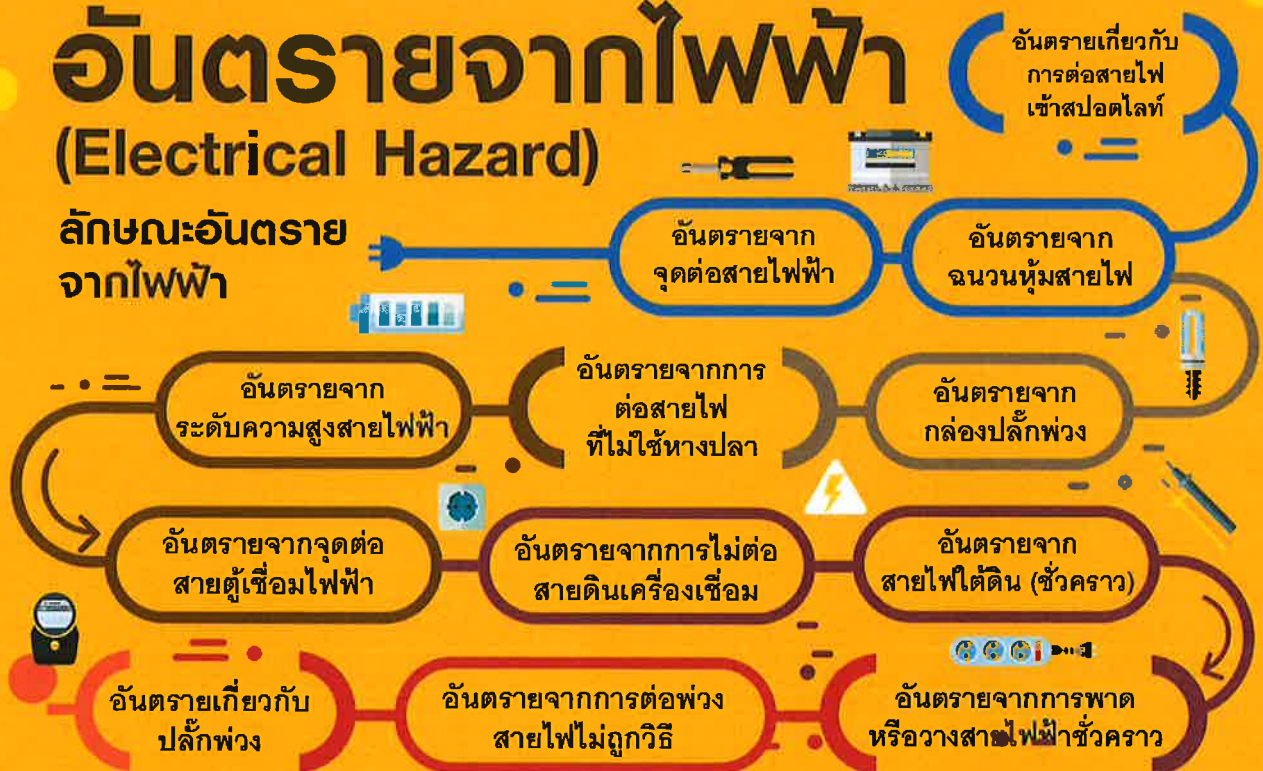 อันตรายจากไฟฟ้า
(Electrical Hazard)
ลักษณะอันตราย
จากไฟฟ้า
อันตรายจาก
จุดต่อสายไฟฟ้า
อันตรายจาก
ฉนวนหุ้มสายไฟ
อันตรายเกี่ยวกับ
การต่อสายไฟ
เข้าสปอตไลท์
อันตรายจาก
กล่องปลั๊กพ่วง
อันตรายจากการ
ต่อสายไฟ
ที่ไม่ใช้หางปลา
อันตรายจาก
ระดับความสูงสายไฟฟ้า
อันตรายจากจุดต่อ
สายตู้เชื่อมไฟฟ้า
อันตรายจากการไม่ต่อ
สายดินเครื่องเชื่อม
อันตรายจาก
สายไฟใต้ดิน (ชั่วคราว)
อันตรายจากการพาด
หรือวางสายไฟฟ้าชั่วคราว
อันตรายจากการต่อพ่วง
สายไฟไม่ถูกวิธี
อันตรายเกี่ยวกับ
ปลั๊กพ่วง